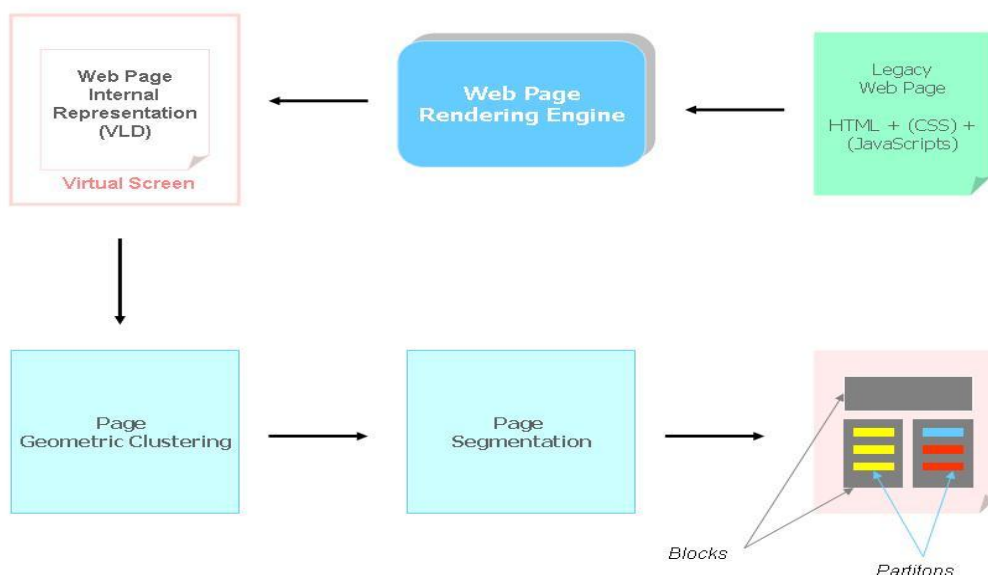 Web Page
Internal
Representation
(VLD)
Virtual Screen
Web Page
Rendering Engine
Legacy
Web Page
HTML + (CSS) +
(JavaScripts)
Page
Geometric Clustering
Page
Segmentation
Blocks
Partitons